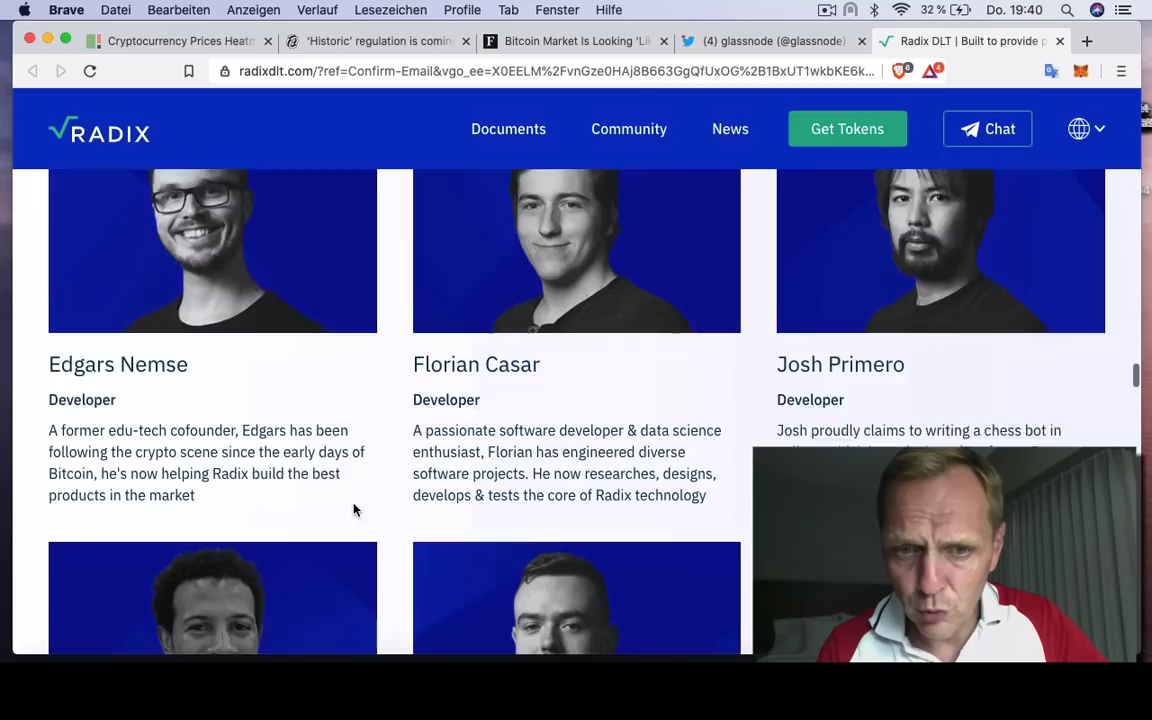 Brave Datei Bearbeiten Anzeigen Verlauf Lesezeichen Profile Tab Fenster Hilfe 32 % Do. 19:40
Cryptocurrency Prices Heatm 'Historic' regulation is coming Bitcoin Market Is Looking 'Li (4) glassnode (@glassnode) Radix DLT | Built to provide p
radixdlt.com/?ref=Confirm-Email&vgo_ee=X0EELM%2FvnGze0HAj8B663GgQfUxOG%2B1BxUT1wkbKE6k... 6 4
RADIX Documents Community News Get Tokens Chat
Edgars Nemse
Developer
A former edu-tech cofounder, Edgars has been
following the crypto scene since the early days of
Bitcoin, he's now helping Radix build the best
products in the market
Florian Casar
Developer
A passionate software developer & data science
enthusiast, Florian has engineered diverse
software projects. He now researches, designs,
develops & tests the core of Radix technology
Josh Primero
Developer
Josh proudly claims to writing a chess bot in